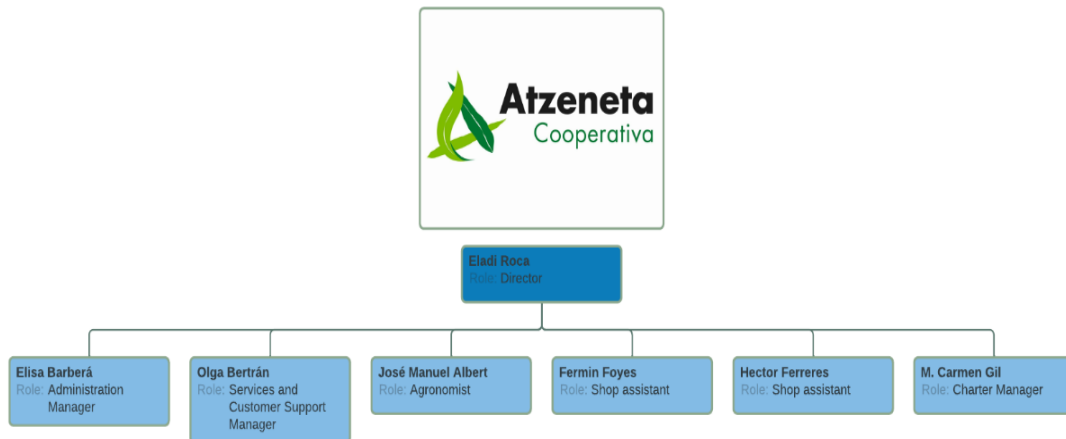 Atzeneta
Cooperativa
Eladi Roca
Role: Director
Elisa Barberá
Role: Administration
Manager
Olga Bertrán
Role: Services and
Customer Support
Manager
José Manuel Albert
Role: Agronomist
Fermin Foyes
Role: Shop assistant
Hector Ferreres
Role: Shop assistant
M. Carmen Gil
Role: Charter Manager